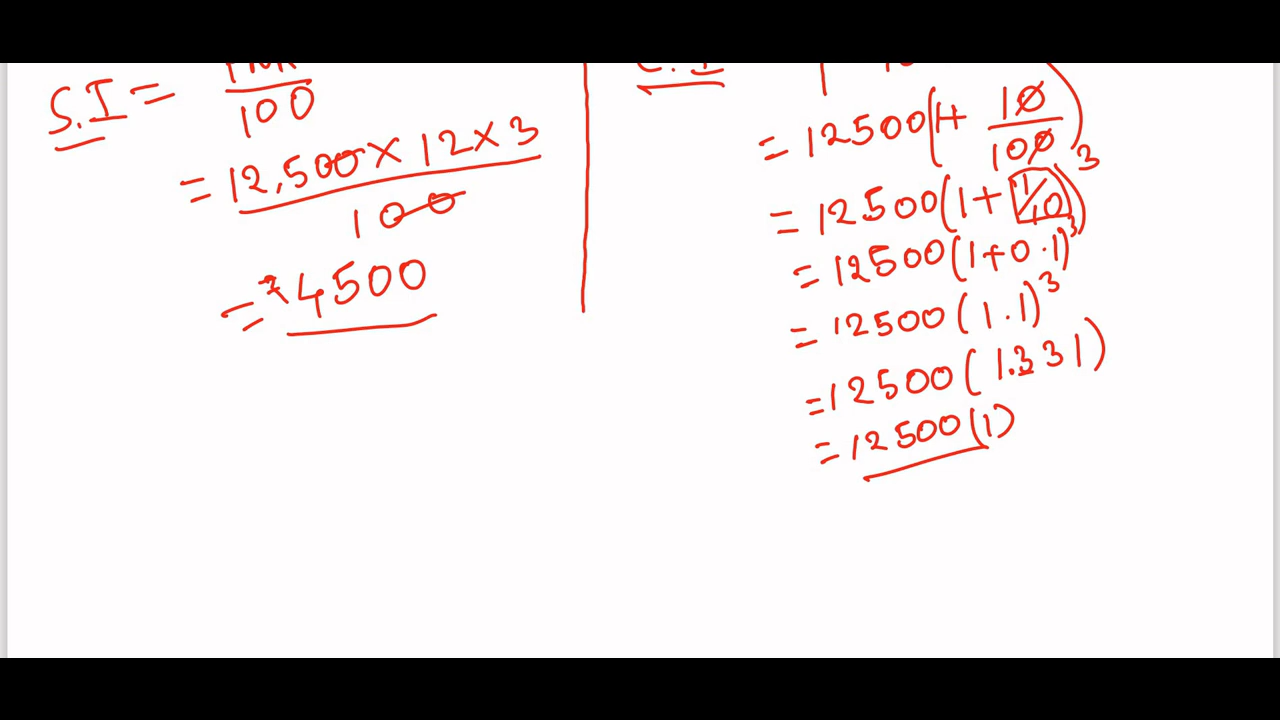 S.I = /100
= 12,500 × 12 × 3/100
= ₹4500
C.I
= 12500(1+ 10/100)³
= 12500(1+ 1/10)³
= 12500(1+0.1)³
= 12500(1.1)³
= 12500(1.331)
= 12500(1)